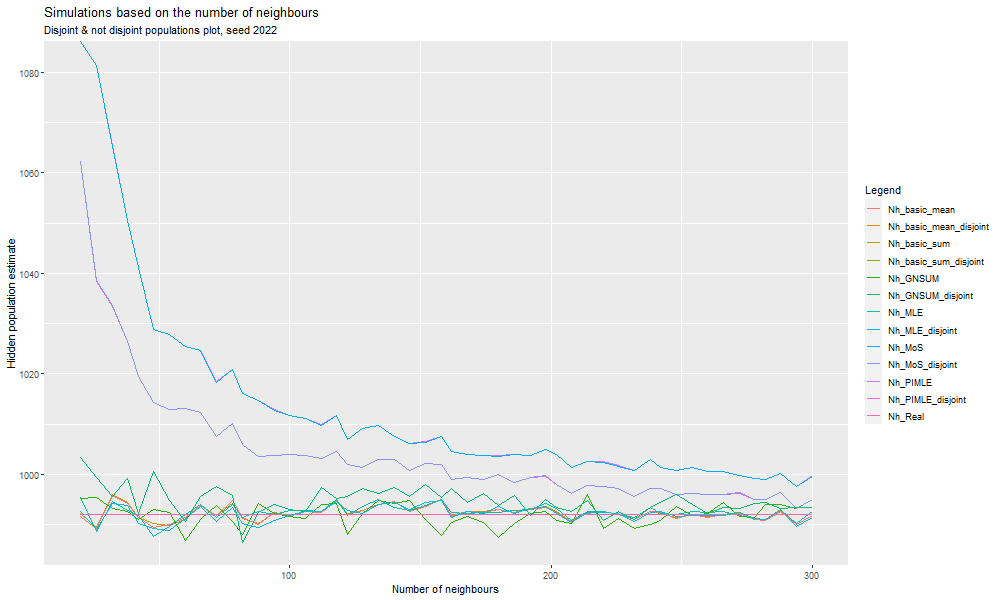 Simulations based on the number of neighbours
Disjoint & not disjoint populations plot, seed 2022
1080
1060
1040
1020
1000
Hidden population estimate
100
200
300
Number of neighbours
Legend
Nh_basic_mean
Nh_basic_mean_disjoint
Nh_basic_sum
Nh_basic_sum_disjoint
Nh_GNSUM
Nh_GNSUM_disjoint
Nh_MLE
Nh_MLE_disjoint
Nh_MoS
Nh_MoS_disjoint
Nh_PIMLE
Nh_PIMLE_disjoint
Nh_Real